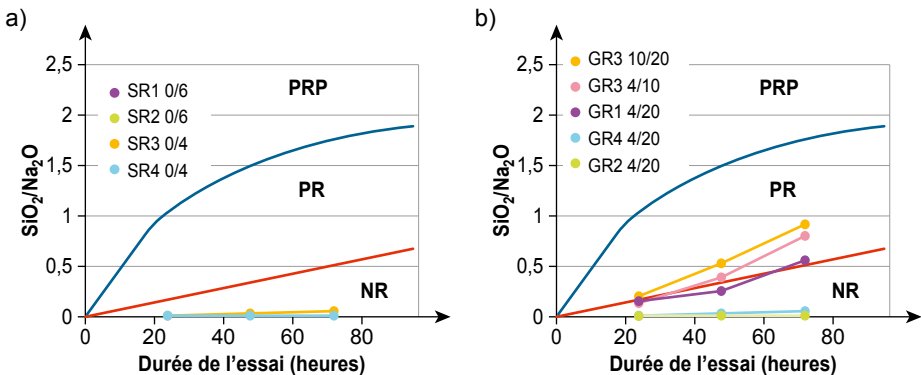 a)
2,5
2
1,5
1
0,5
0
SiO₂/Na₂O
SR1 0/6
SR2 0/6
SR3 0/4
SR4 0/4
PRP
PR
NR
0 20 40 60 80
Durée de l'essai (heures)
b)
2,5
2
1,5
1
0,5
0
SiO₂/Na₂O
GR3 10/20
GR3 4/10
GR1 4/20
GR4 4/20
GR2 4/20
PRP
PR
NR
0 20 40 60 80
Durée de l'essai (heures)